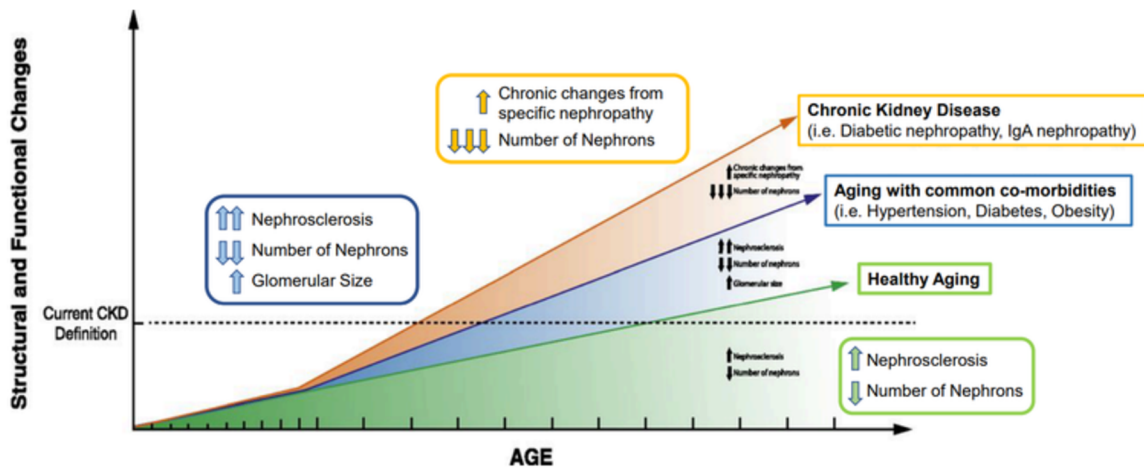 Structural and Functional Changes
Chronic changes from
specific nephropathy
Number of Nephrons
Chronic Kidney Disease
(i.e. Diabetic nephropathy, IgA nephropathy)
Chronic changes from
specific nephropathy
Number of nephrons
Aging with common co-morbidities
(i.e. Hypertension, Diabetes, Obesity)
Nephrosclerosis
Number of Nephrons
Glomerular Size
Nephrosclerosis
Number of nephrons
Glomerular size
Healthy Aging
Current CKD
Definition
Nephrosclerosis
Number of nephrons
Nephrosclerosis
Number of Nephrons
AGE